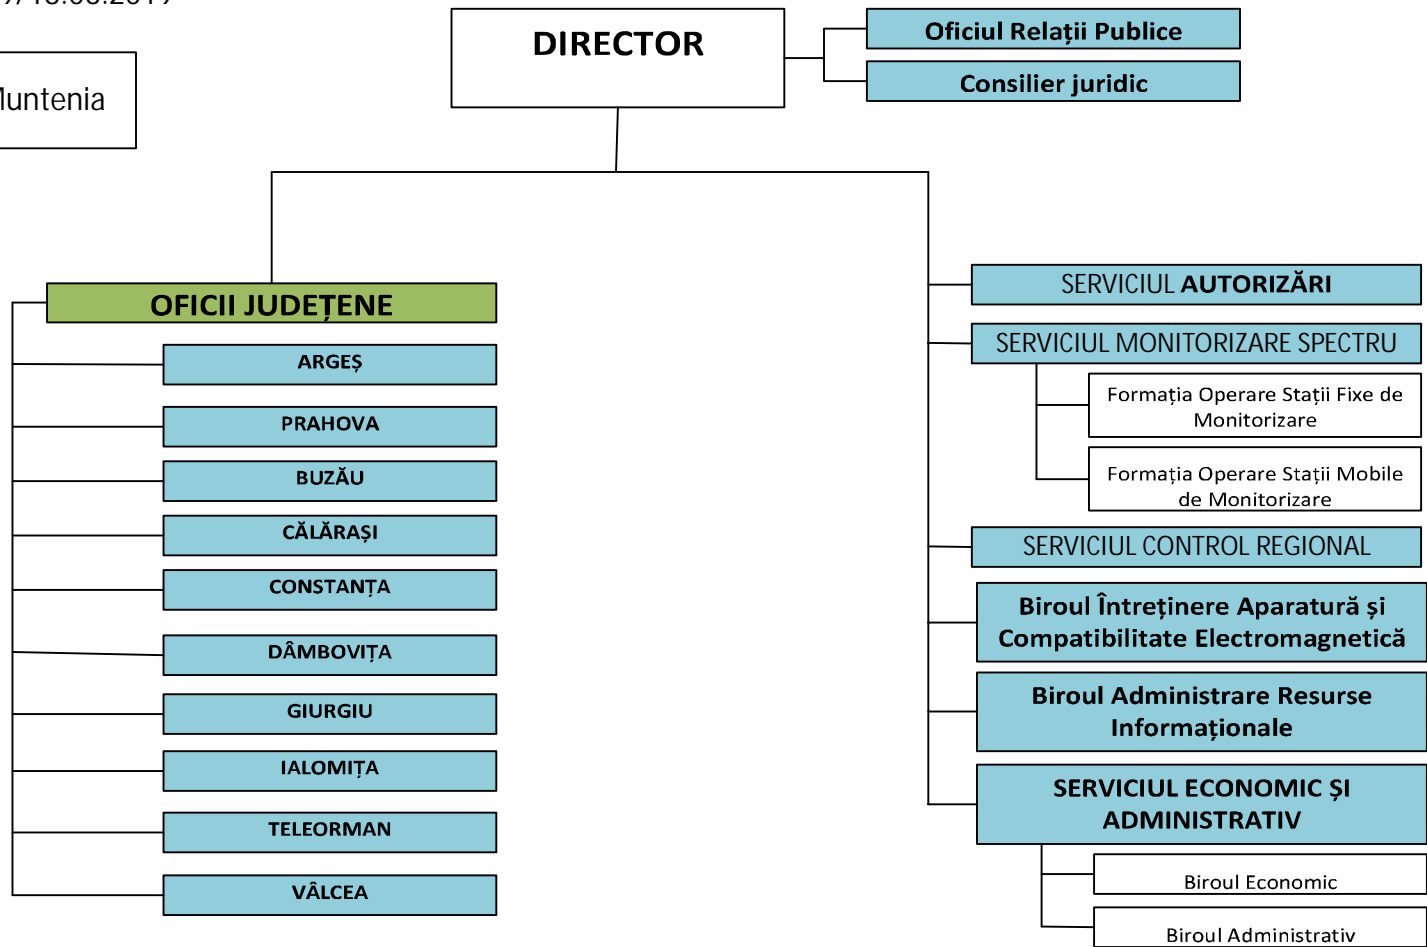 DIRECTOR
Oficiul Relații Publice
Consilier juridic
Muntenia
OFICII JUDEȚENE
ARGEȘ
PRAHOVA
BUZĂU
CĂLĂRAȘI
CONSTANȚA
DÂMBOVIȚA
GIURGIU
IALOMIȚA
TELEORMAN
VÂLCEA
SERVICIUL AUTORIZĂRI
SERVICIUL MONITORIZARE SPECTRU
Formația Operare Stații Fixe de
Monitorizare
Formația Operare Stații Mobile
de Monitorizare
SERVICIUL CONTROL REGIONAL
Biroul Întreținere Aparatură și
Compatibilitate Electromagnetică
Biroul Administrare Resurse
Informaționale
SERVICIUL ECONOMIC ȘI
ADMINISTRATIV
Biroul Economic
Biroul Administrativ